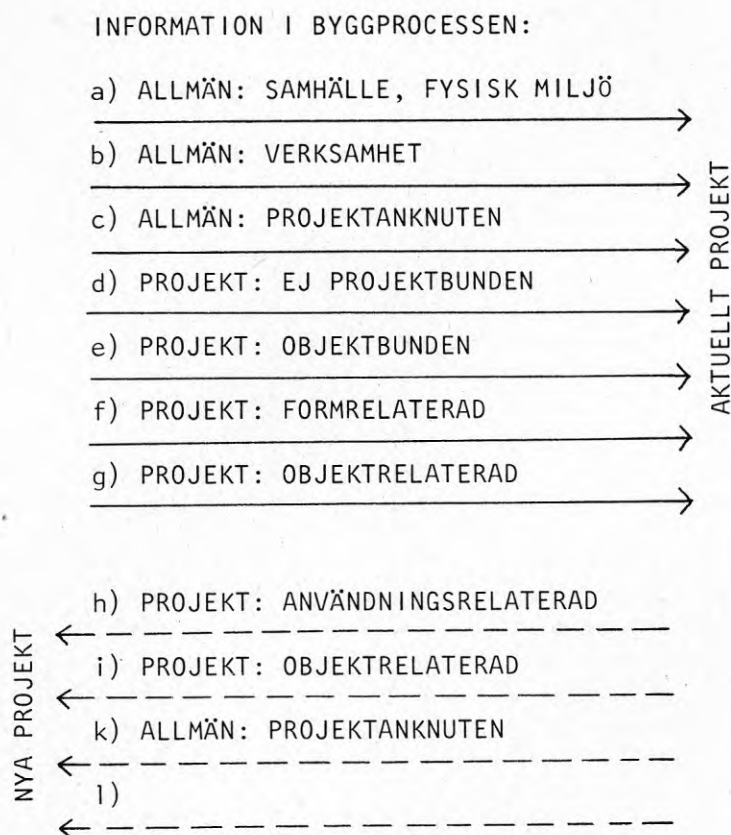 INFORMATION I BYGGPROCESSEN:
a) ALLMÄN: SAMHÄLLE, FYSISK MILJÖ
b) ALLMÄN: VERKSAMHET
c) ALLMÄN: PROJEKTANKNUTEN
d) PROJEKT: EJ PROJEKTBUNDEN
e) PROJEKT: OBJEKTBUNDEN
f) PROJEKT: FORMRELATERAD
g) PROJEKT: OBJEKTRELATERAD
AKTUELLT PROJEKT
h) PROJEKT: ANVÄNDNINGSRELATERAD
i) PROJEKT: OBJEKTRELATERAD
k) ALLMÄN: PROJEKTANKNUTEN
l)
NYA PROJEKT